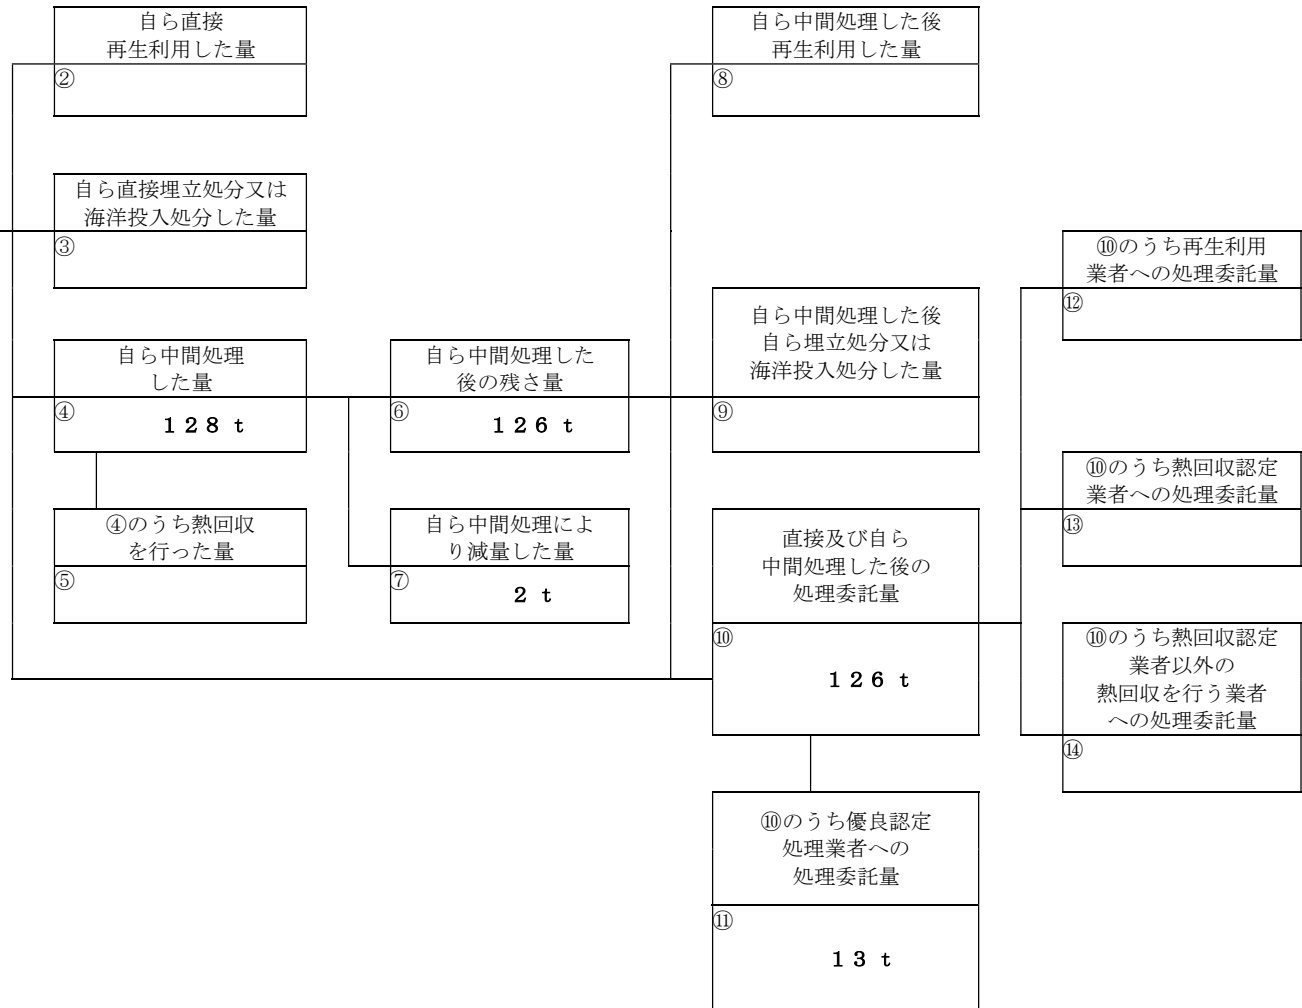 自ら直接
再生利用した量
②
自ら中間処理した後
再生利用した量
⑧
自ら直接埋立処分又は
海洋投入処分した量
③
⑩のうち再生利用
業者への処理委託量
⑫
自ら中間処理した後
自ら埋立処分又は
海洋投入処分した量
⑨
自ら中間処理
した量
④
128 t
自ら中間処理した
後の残さ量
⑥
126 t
⑩のうち熱回収認定
業者への処理委託量
⑬
④のうち熱回収
を行った量
⑤
自ら中間処理によ
り減量した量
⑦
2 t
直接及び自ら
中間処理した後の
処理委託量
⑩
126 t
⑩のうち熱回収認定
業者以外の
熱回収を行う業者
への処理委託量
⑭
⑩のうち優良認定
処理業者への
処理委託量
⑪
13 t